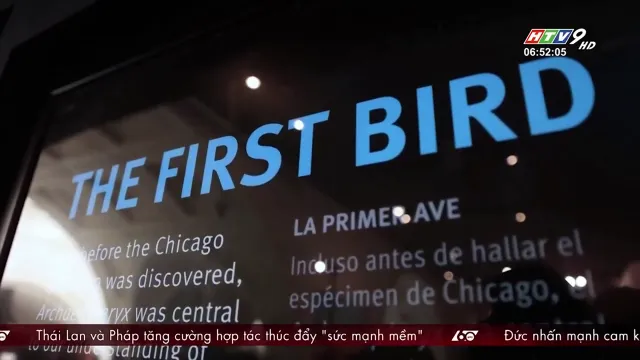 HTV9 HD
06:52:05
THE FIRST BIRD
before the Chicago
was discovered,
was central
LA PRIMER AVE
Incluso antes de hallar el
espécimen de Chicago, el
Thái Lan và Pháp tăng cường hợp tác thúc đẩy "sức mạnh mềm"
Đức nhấn mạnh cam k